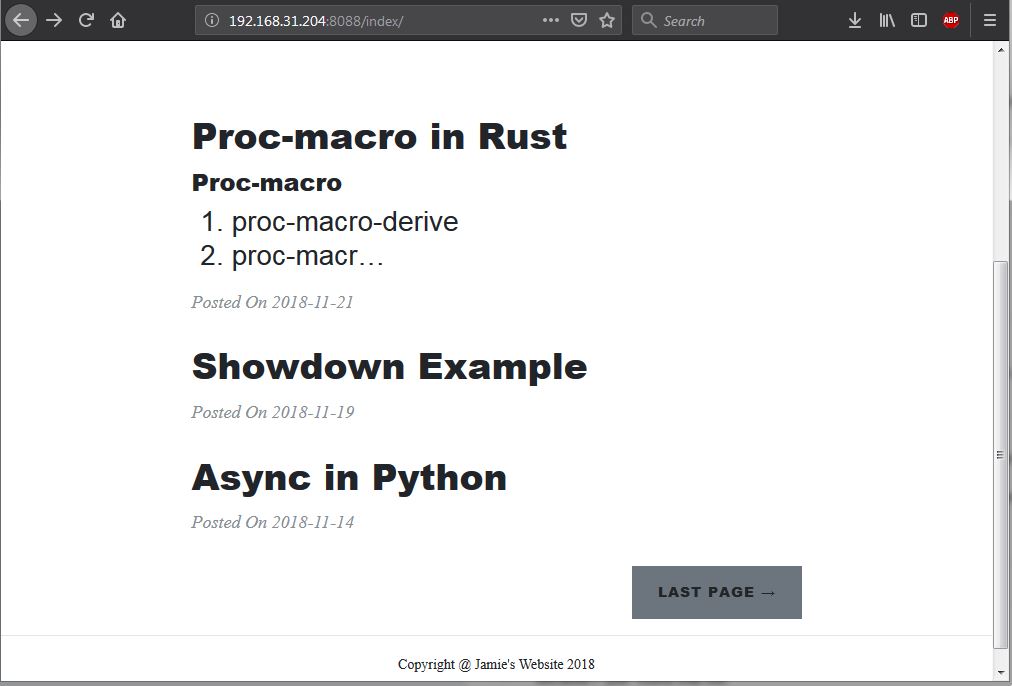 192.168.31.204:8088/index/
Search
ABP
Proc-macro in Rust
Proc-macro
1. proc-macro-derive
2. proc-macr…
Posted On 2018-11-21
Showdown Example
Posted On 2018-11-19
Async in Python
Posted On 2018-11-14
LAST PAGE →
Copyright @ Jamie's Website 2018